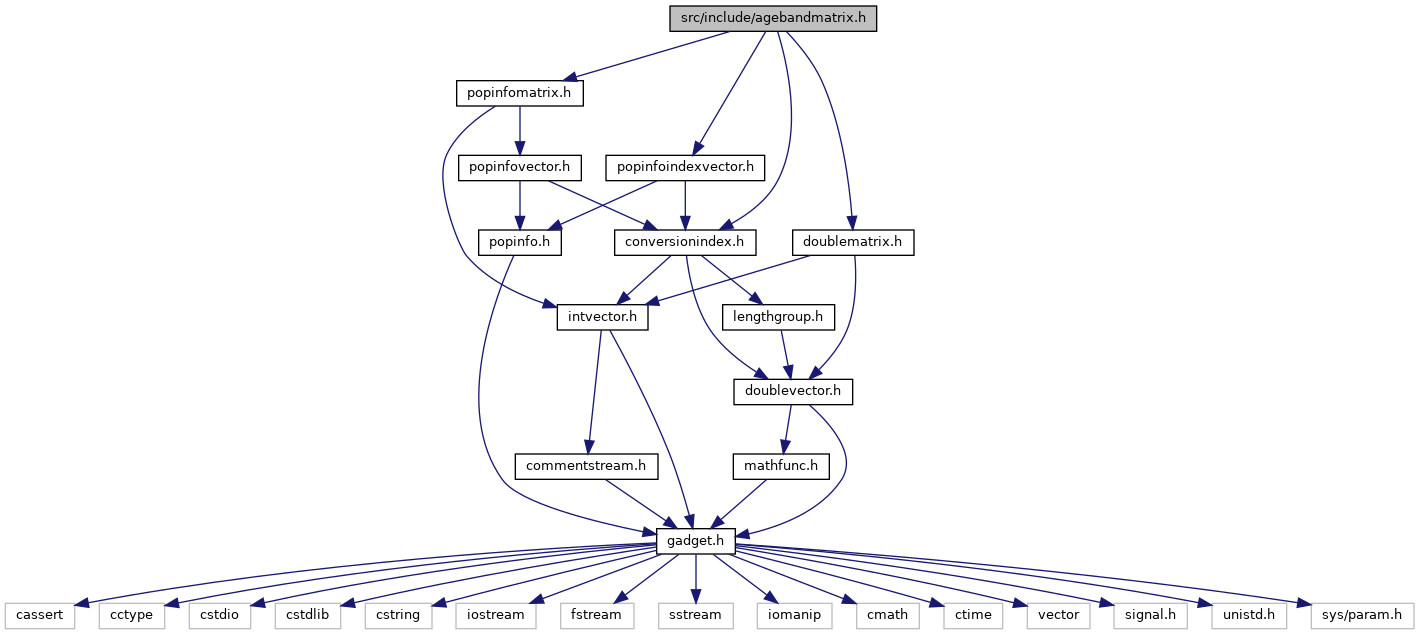 src/include/agebandmatrix.h
popinfomatrix.h
popinfovector.h
popinfoindexvector.h
popinfo.h
conversionindex.h
doublematrix.h
intvector.h
lengthgroup.h
doublevector.h
commentstream.h
mathfunc.h
gadget.h
cassert
cctype
cstdio
cstdlib
cstring
iostream
fstream
sstream
iomanip
cmath
ctime
vector
signal.h
unistd.h
sys/param.h